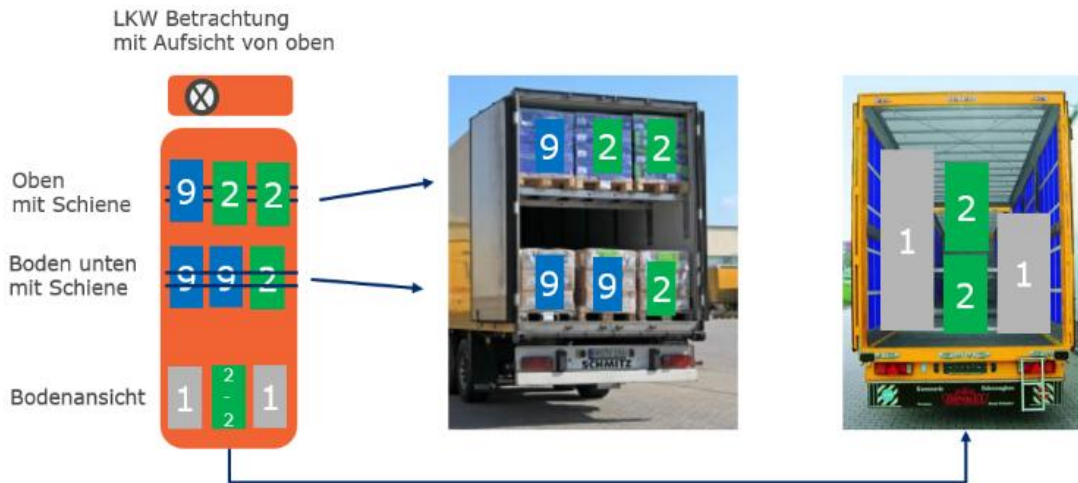 LKW Betrachtung
mit Aufsicht von oben
Oben
mit Schiene
9 2 2
9 2 2
Boden unten
mit Schiene
9 9 2
9 9 2
SCHMITZ
1 2 1
2
Bodenansicht
1 2-2 1